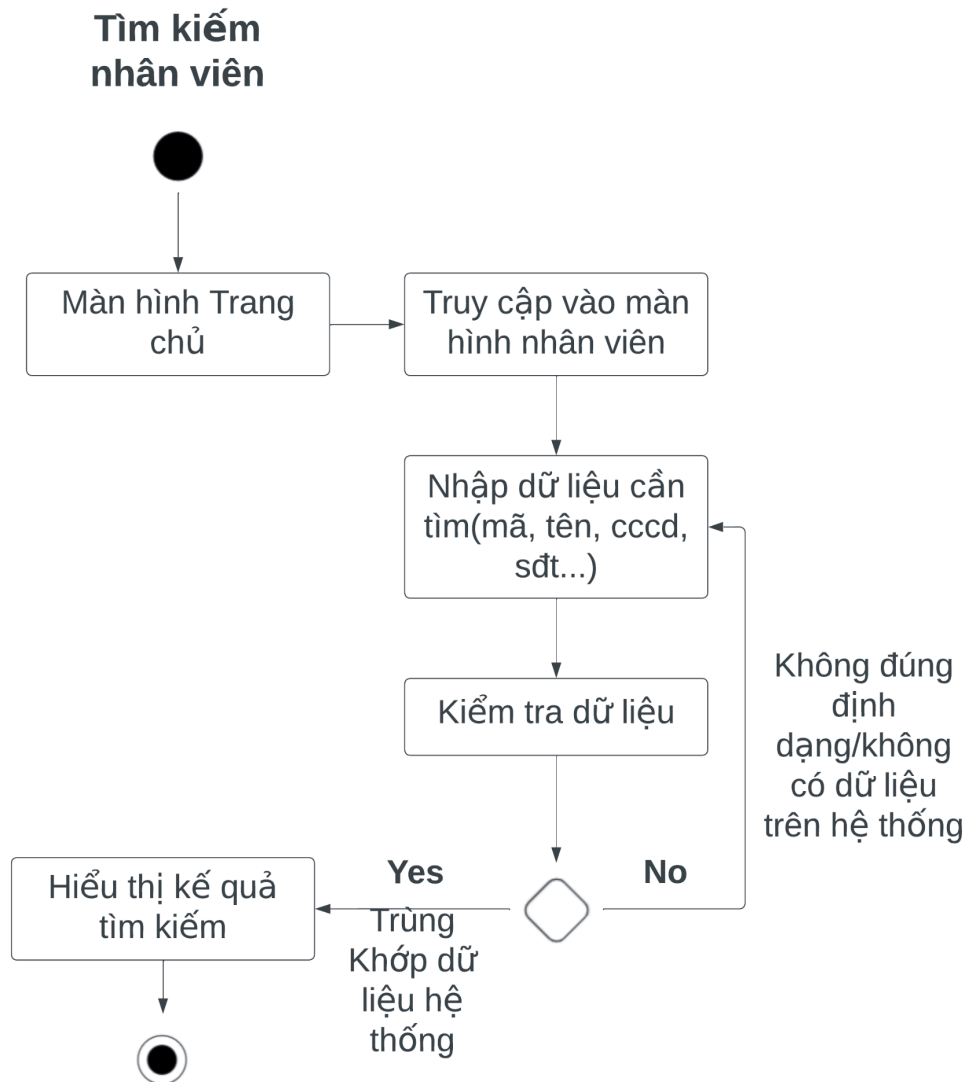 Tìm kiếm
nhân viên
Màn hình Trang
chủ
Truy cập vào màn
hình nhân viên
Nhập dữ liệu cần
tìm(mã, tên, cccd,
sđt...)
Kiểm tra dữ liệu
Không đúng
định
dạng/không
có dữ liệu
trên hệ thống
Yes
No
Hiểu thị kế quả
tìm kiếm
Trùng
Khớp dữ
liệu hệ
thống